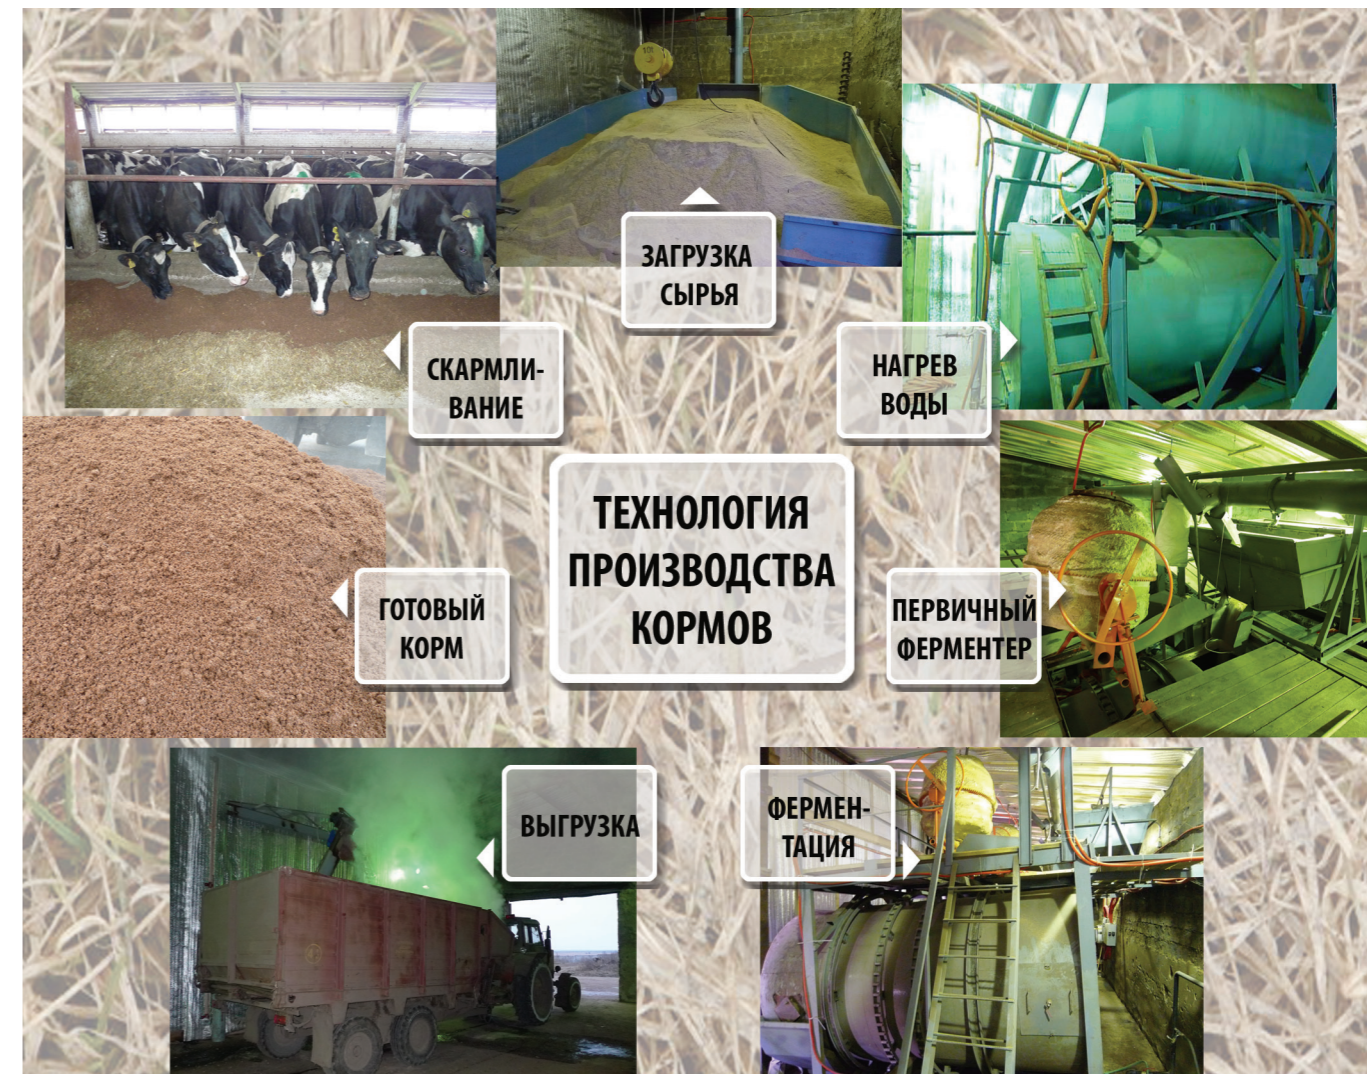 ЗАГРУЗКА
СЫРЬЯ
СКАРМЛИ-
ВАНИЕ
НАГРЕВ
ВОДЫ
ТЕХНОЛОГИЯ
ПРОИЗВОДСТВА
КОРМОВ
ГОТОВЫЙ
КОРМ
ПЕРВИЧНЫЙ
ФЕРМЕНТЕР
ВЫГРУЗКА
ФЕРМЕН-
ТАЦИЯ